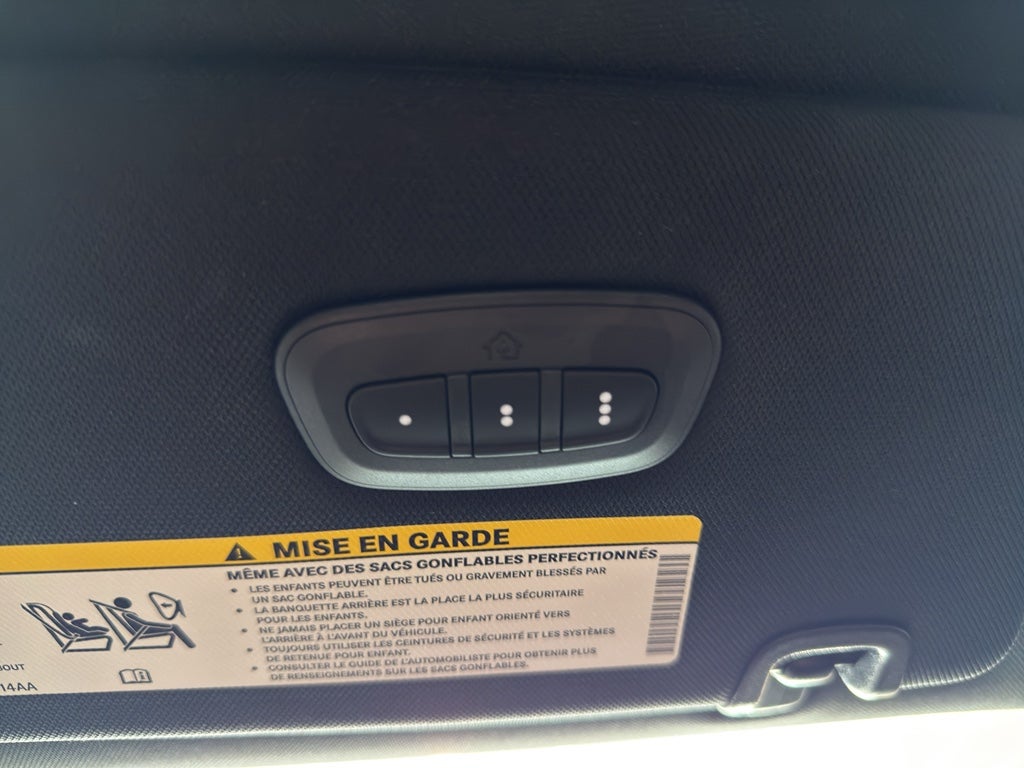 MISE EN GARDE
MÊME AVEC DES SACS GONFLABLES PERFECTIONNÉS
• LES ENFANTS PEUVENT ÊTRE TUÉS OU GRAVEMENT BLESSÉS PAR
UN SAC GONFLABLE.
• LA BANQUETTE ARRIÈRE EST LA PLACE LA PLUS SÉCURITAIRE
POUR LES ENFANTS.
• NE JAMAIS PLACER UN SIÈGE POUR ENFANT ORIENTÉ VERS
L'ARRIÈRE À L'AVANT DU VÉHICULE.
• TOUJOURS UTILISER LES CEINTURES DE SÉCURITÉ ET LES SYSTÈMES
DE RETENUE POUR ENFANT.
• CONSULTER LE GUIDE DE L'AUTOMOBILISTE POUR OBTENIR PLUS
DE RENSEIGNEMENTS SUR LES SACS GONFLABLES.
14AA